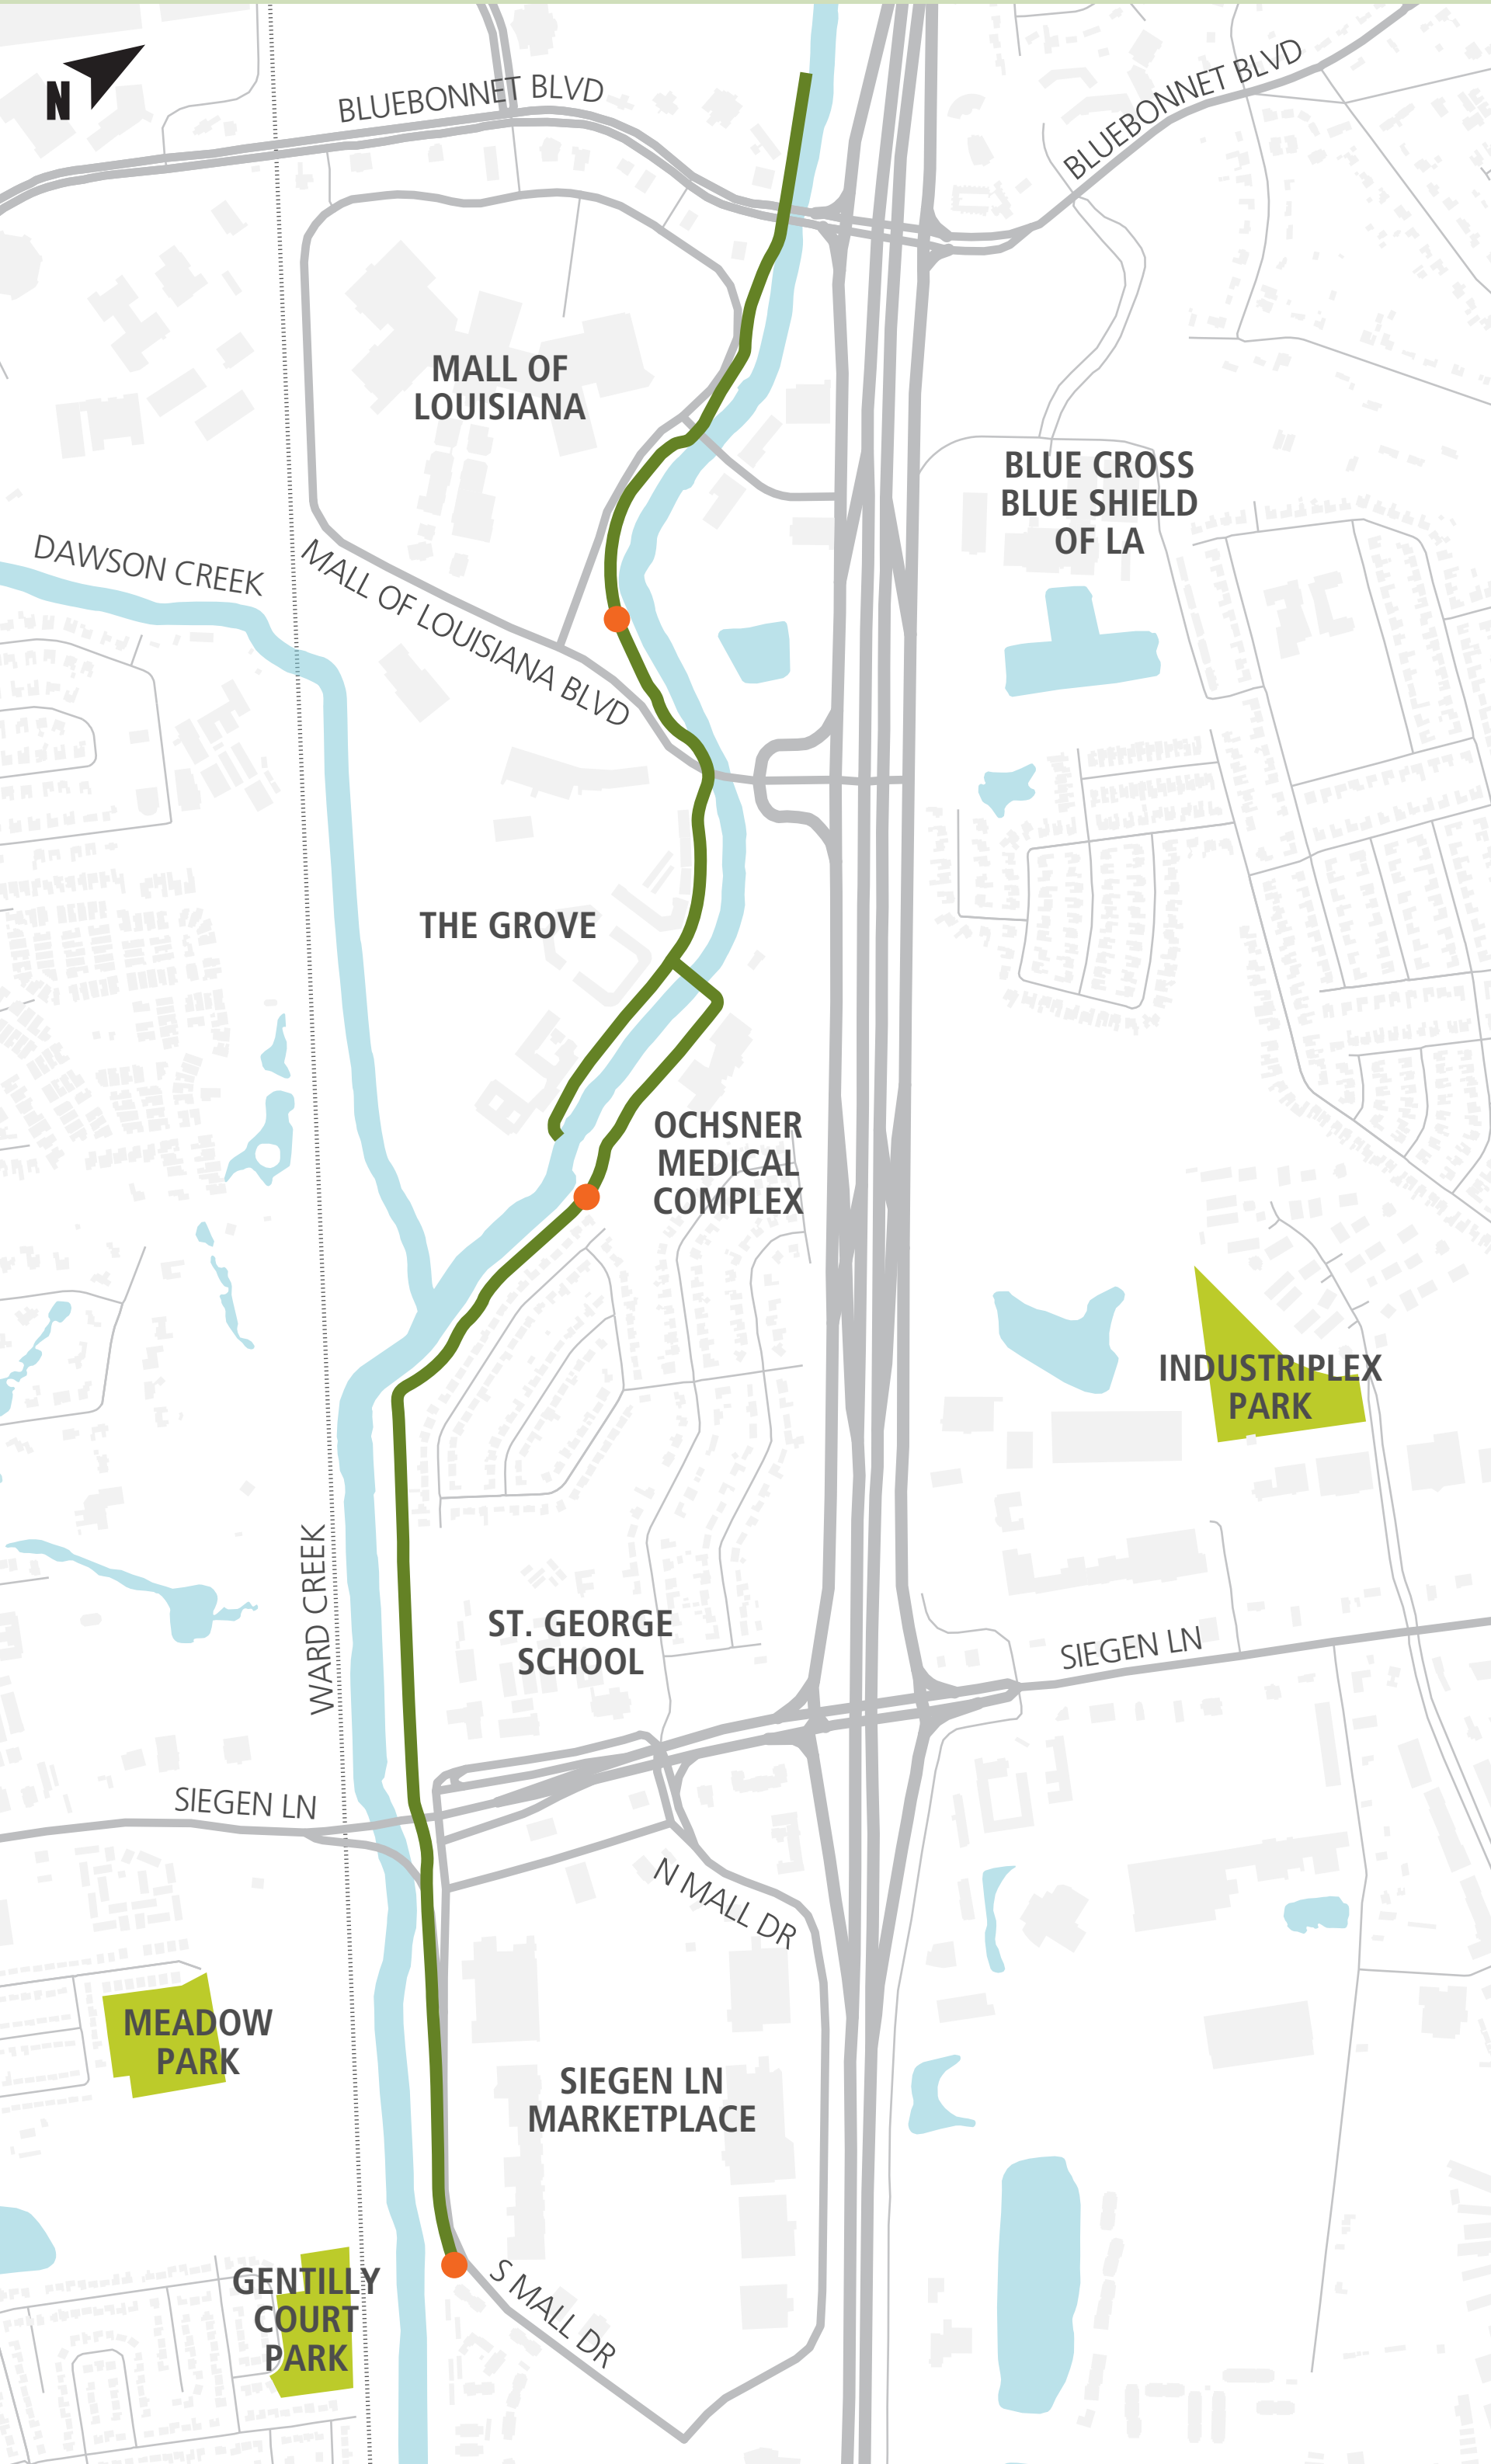 N
BLUEBONNET BLVD
BLUEBONNET BLVD
MALL OF
LOUISIANA
BLUE CROSS
BLUE SHIELD
OF LA
DAWSON CREEK
MALL OF LOUISIANA BLVD
THE GROVE
OCHSNER
MEDICAL
COMPLEX
INDUSTRIPLEX
PARK
WARD CREEK
ST. GEORGE
SCHOOL
SIEGEN LN
SIEGEN LN
N MALL DR
MEADOW
PARK
SIEGEN LN
MARKETPLACE
GENTILLY
COURT
PARK
S MALL DR